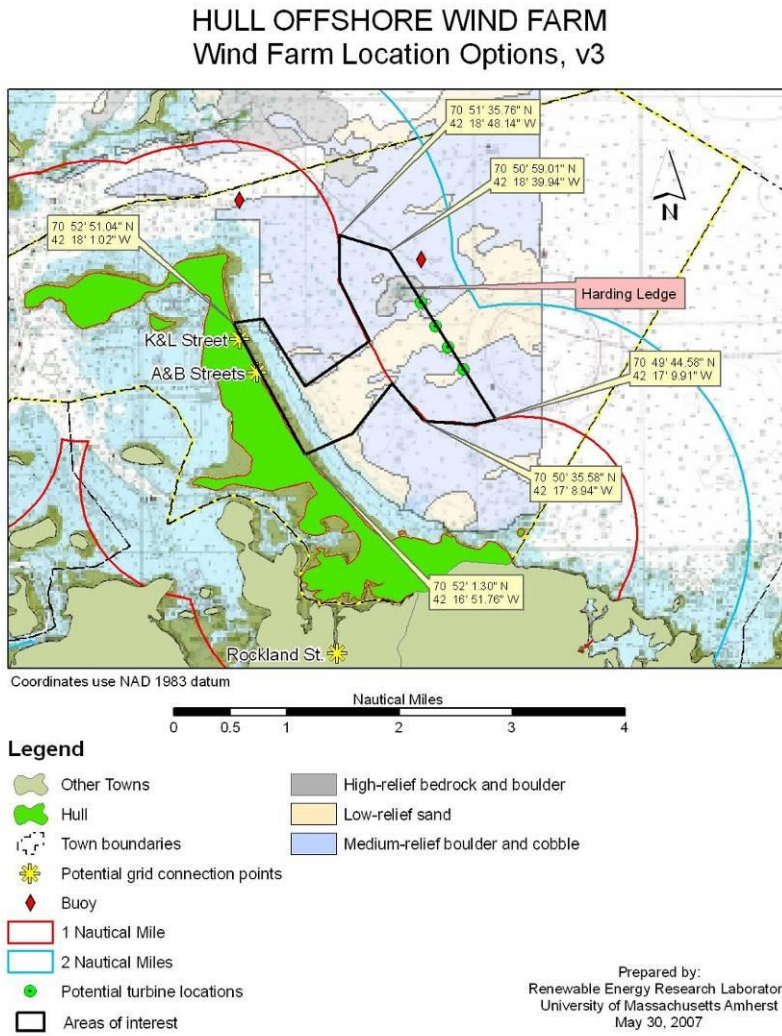 HULL OFFSHORE WIND FARM
Wind Farm Location Options, v3
70 51' 35.76" N
42 18' 48.14" W
70 50' 59.01" N
42 18' 39.94" W
70 52' 51.04" N
42 18' 1.02" W
N
Harding Ledge
K&L Street
A&B Streets
70 49' 44.58" N
42 17' 9.91" W
70 50' 35.58" N
42 17' 8.94" W
70 52' 1.30" N
42 16' 51.76" W
Rockland St.
Coordinates use NAD 1983 datum
Nautical Miles
0 0.5 1 2 3 4
Legend
Other Towns
Hull
Town boundaries
Potential grid connection points
Buoy
1 Nautical Mile
2 Nautical Miles
Potential turbine locations
Areas of interest
High-relief bedrock and boulder
Low-relief sand
Medium-relief boulder and cobble
Prepared by:
Renewable Energy Research Laborator
University of Massachusetts Amherst
May 30, 2007